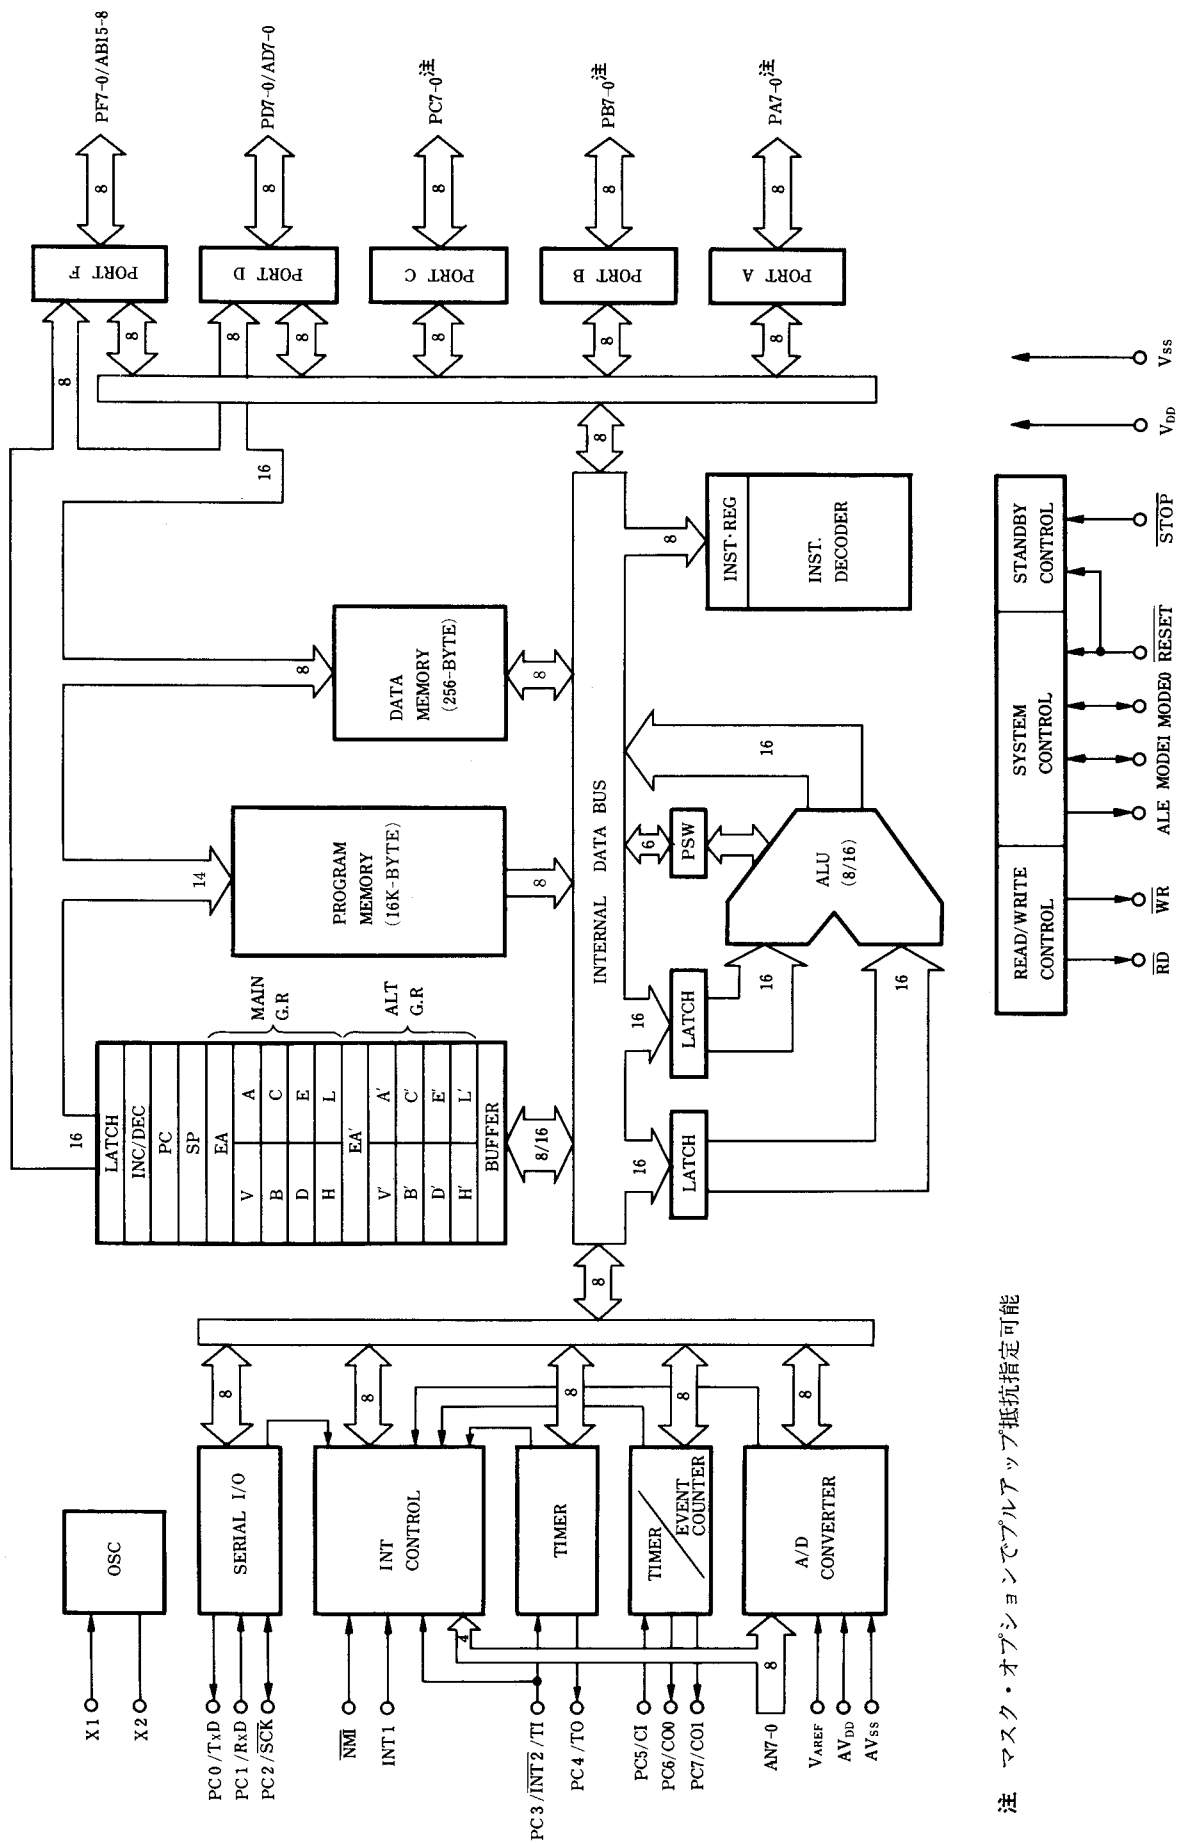 X1
X2
OSC
PC0/TxD
PC1/RxD
PC2/SCK
SERIAL I/O
8
NMI
INT1
INT
CONTROL
8
4
PC3/INT2/TI
PC4/TO
TIMER
8
PC5/CI
PC6/CO0
PC7/CO1
TIMER
EVENT
COUNTER
8
AN7-0
8
VAREF
AVDD
AVSS
A/D
CONVERTER
8
8
16
LATCH
INC/DEC
PC
SP
EA
V A
B C
D E
H L
EA'
V' A'
B' C'
D' E'
H' L'
BUFFER
MAIN
G.R
ALT
G.R
8/16
14
PROGRAM
MEMORY
(16K-BYTE)
8
8
DATA
MEMORY
(256-BYTE)
8
16
INTERNAL DATA BUS
16
LATCH
16
LATCH
16
16
6
PSW
ALU
(8/16)
16
8
INST·REG
INST.
DECODER
8
8
8
PORT F
8
PF7-0/AB15-8
8
8
PORT D
8
PD7-0/AD7-0
8
PORT C
8
PC7-0注
8
PORT B
8
PB7-0注
8
PORT A
8
PA7-0注
READ/WRITE
CONTROL
SYSTEM
CONTROL
STANDBY
CONTROL
RD
WR
ALE
MODE1
MODE0
RESET
STOP
VDD
VSS
注 マスク・オプションでプルアップ抵抗指定可能